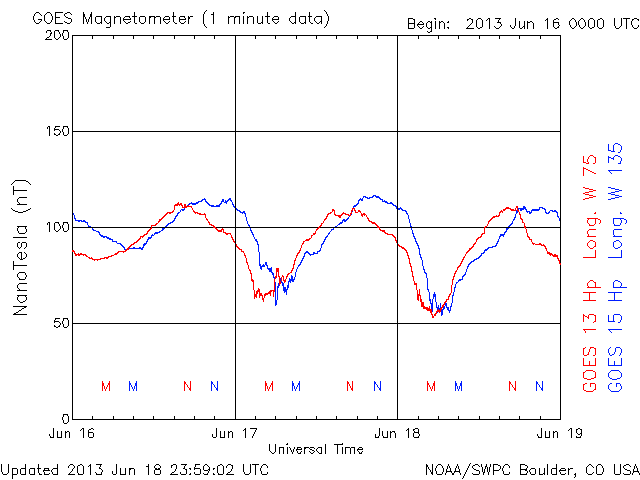 GOES Magnetometer (1 minute data)
Begin: 2013 Jun 16 0000 UTC
200
150
100
50
0
NanoTesla (nT)
M M N N M M N N M M N N
Jun 16 Jun 17 Jun 18 Jun 19
Universal Time
GOES 13 Hp Long. W 75
GOES 15 Hp Long. W 135
Updated 2013 Jun 18 23:59:02 UTC
NOAA/SWPC Boulder, CO USA